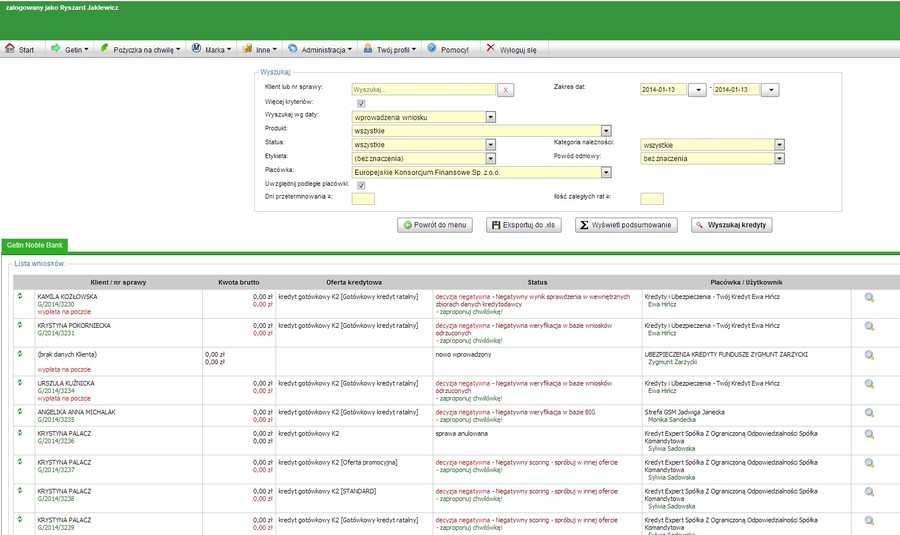 zalogowany jako Ryszard Jaklewicz
Start Getin Pożyczka na chwilę Marka Inne Administracja Twój profil Pomocy! Wyloguj się
Wyszukaj:
Klient lub nr sprawy: Wyszukaj... X Zakres dat: 2014-01-13 - 2014-01-13
Więcej kryteriów:
Wyszukaj wg daty: wprowadzenia wniosku
Produkt: wszystkie
Status: wszystkie Kategoria należności: wszystkie
Etykieta: (bez znaczenia) Powód odmowy: bez znaczenia
Placówka: Europejskie Konsorcjum Finansowe Sp. z o.o.
Uwzględnij podległe placówki:
Dni przeterminowania ≥: Ilość zaległych rat ≥:
Powrót do menu Eksportuj do .xls Wyświetl podsumowanie Wyszukaj kredyty
Getin Noble Bank
Lista wniosków:
Klient / nr sprawy Kwota brutto Oferta kredytowa Status Placówka / Użytkownik
KAMILA KOZŁOWSKA 0,00 zł kredyt gotówkowy K2 [Gotówkowy kredyt ratalny] decyzja negatywna - Negatywny wynik sprawdzenia w wewnętrznych Kredyty i Ubezpieczenia - Twój Kredyt Ewa Hińcz
G/2014/3230 0,00 zł zbiorach danych kredytodawcy Ewa Hińcz
wypłata na poczcie - zaproponuj chwilówkę!
KRYSTYNA POKORNIECKA 0,00 zł kredyt gotówkowy K2 [Gotówkowy kredyt ratalny] decyzja negatywna - Negatywna weryfikacja w bazie wniosków Kredyty i Ubezpieczenia - Twój Kredyt Ewa Hińcz
G/2014/3231 0,00 zł odrzuconych Ewa Hińcz
- zaproponuj chwilówkę!
(brak danych Klienta) 0,00 zł nowo wprowadzony UBEZPIECZENIA KREDYTY FUNDUSZE ZYGMUNT ZARZYCKI
0,00 zł Zygmunt Zarzycki
wypłata na poczcie
URSZULA KUŹNICKA 0,00 zł kredyt gotówkowy K2 [Gotówkowy kredyt ratalny] decyzja negatywna - Negatywna weryfikacja w bazie wniosków Kredyty i Ubezpieczenia - Twój Kredyt Ewa Hińcz
G/2014/3234 0,00 zł odrzuconych Ewa Hińcz
wypłata na poczcie - zaproponuj chwilówkę!
ANGELIKA ANNA MICHALAK 0,00 zł kredyt gotówkowy K2 [Gotówkowy kredyt ratalny] decyzja negatywna - Negatywna weryfikacja w bazie BIG Strefa GSM Jadwiga Janecka
G/2014/3235 0,00 zł - zaproponuj chwilówkę! Monika Sandecka
KRYSTYNA PALACZ 0,00 zł kredyt gotówkowy K2 sprawa anulowana Kredyt Expert Spółka Z Ograniczoną Odpowiedzialności Spółka
G/2014/3236 0,00 zł Komandytowa
Sylwia Sadowska
KRYSTYNA PALACZ 0,00 zł kredyt gotówkowy K2 [Oferta promocyjna] decyzja negatywna - Negatywny scoring - spróbuj w innej ofercie Kredyt Expert Spółka Z Ograniczoną Odpowiedzialności Spółka
G/2014/3237 0,00 zł - zaproponuj chwilówkę! Komandytowa
Sylwia Sadowska
KRYSTYNA PALACZ 0,00 zł kredyt gotówkowy K2 [STANDARD] decyzja negatywna - Negatywny scoring - spróbuj w innej ofercie Kredyt Expert Spółka Z Ograniczoną Odpowiedzialności Spółka
G/2014/3238 0,00 zł - zaproponuj chwilówkę! Komandytowa
Sylwia Sadowska
KRYSTYNA PALACZ 0,00 zł kredyt gotówkowy K2 [Gotówkowy kredyt ratalny] decyzja negatywna - Negatywny scoring - spróbuj w innej ofercie Kredyt Expert Spółka Z Ograniczoną Odpowiedzialności Spółka
G/2014/3239 0,00 zł - zaproponuj chwilówkę! Komandytowa
Sylwia Sadowska